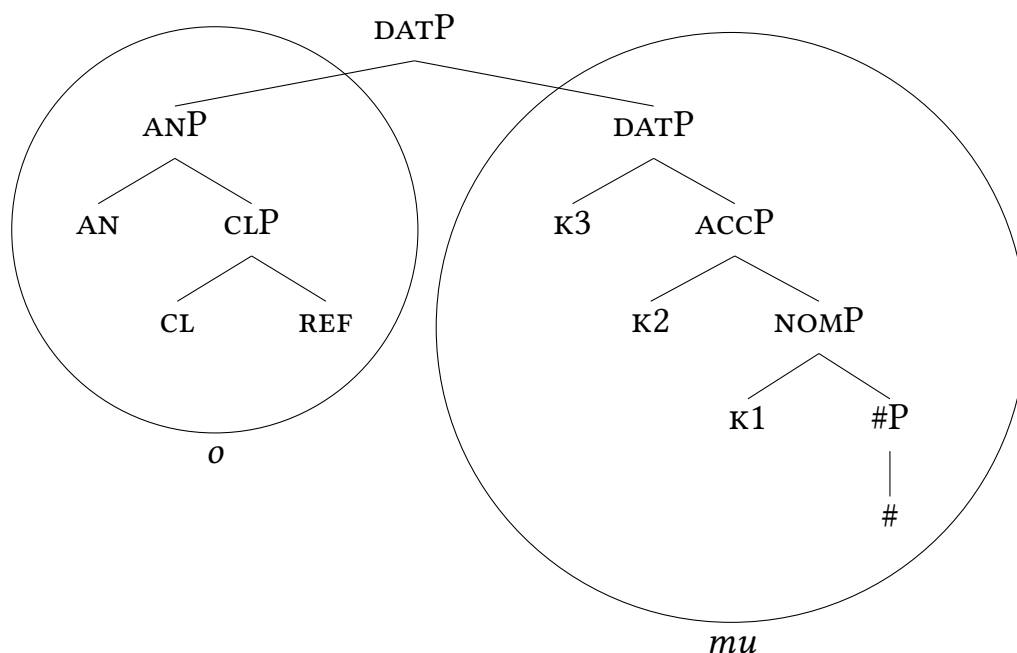 DATP
ANP DATP
AN CLP K3 ACCP
CL REF K2 NOMP
K1 #P
o
#
mu